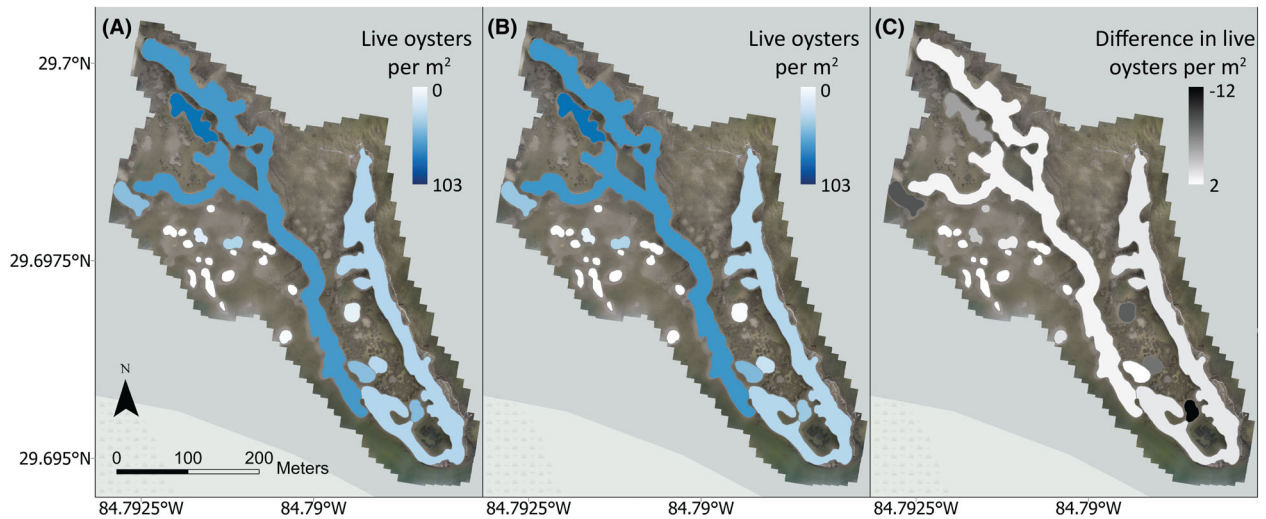 (A)
Live oysters
per m²
0
103
(B)
Live oysters
per m²
0
103
(C)
Difference in live
oysters per m²
-12
2
29.7°N
29.6975°N
29.695°N
N
0 100 200 Meters
84.7925°W 84.79°W 84.7925°W 84.79°W 84.7925°W 84.79°W